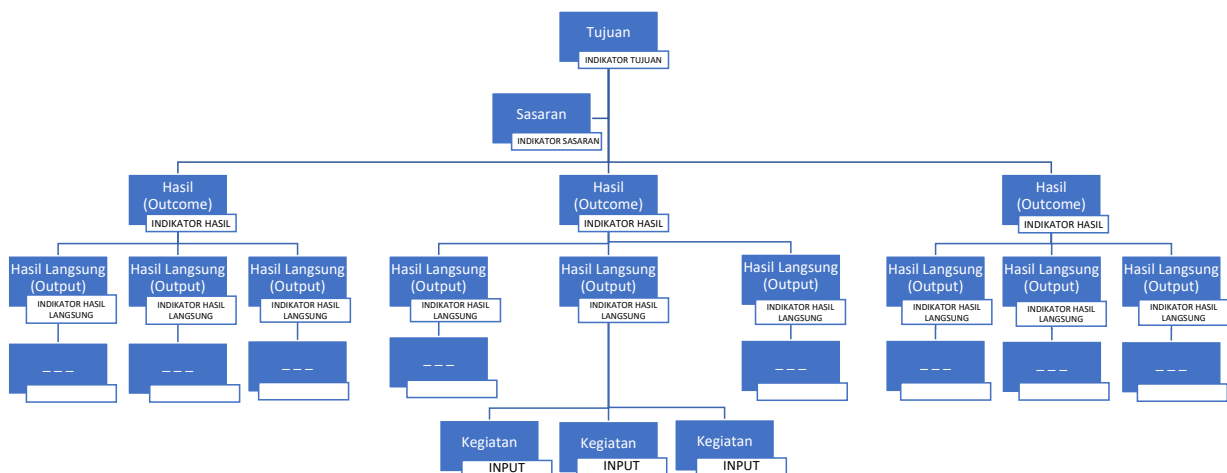 Tujuan
INDIKATOR TUJUAN
Sasaran
INDIKATOR SASARAN
Hasil
(Outcome)
INDIKATOR HASIL
Hasil
(Outcome)
INDIKATOR HASIL
Hasil
(Outcome)
INDIKATOR HASIL
Hasil Langsung
(Output)
INDIKATOR HASIL
LANGSUNG
Hasil Langsung
(Output)
INDIKATOR HASIL
LANGSUNG
Hasil Langsung
(Output)
INDIKATOR HASIL
LANGSUNG
Hasil Langsung
(Output)
INDIKATOR HASIL
LANGSUNG
Hasil Langsung
(Output)
INDIKATOR HASIL
LANGSUNG
Hasil Langsung
(Output)
INDIKATOR HASIL
LANGSUNG
Hasil Langsung
(Output)
INDIKATOR HASIL
LANGSUNG
Hasil Langsung
(Output)
INDIKATOR HASIL
LANGSUNG
Hasil Langsung
(Output)
INDIKATOR HASIL
LANGSUNG
_ _ _
_ _ _
_ _ _
_ _ _
_ _ _
_ _ _
_ _ _
_ _ _
Kegiatan
INPUT
Kegiatan
INPUT
Kegiatan
INPUT